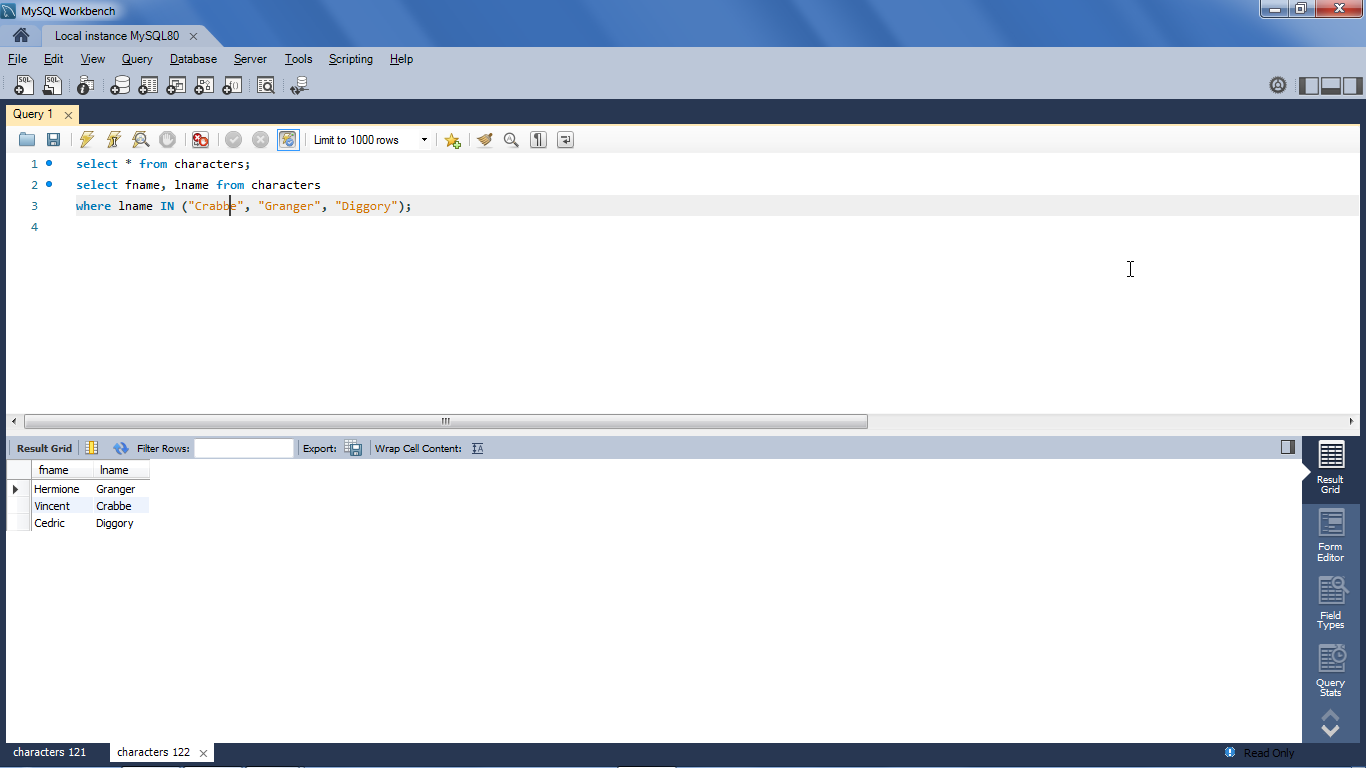 MySQL Workbench
Local instance MySQL80
File Edit View Query Database Server Tools Scripting Help
Query 1
Limit to 1000 rows
1 select * from characters;
2 select fname, lname from characters
3 where lname IN ("Crabbe", "Granger", "Diggory");
4
Result Grid Filter Rows: Export: Wrap Cell Content:
fname lname
Hermione Granger
Vincent Crabbe
Cedric Diggory
Result
Grid
Form
Editor
Field
Types
Query
Stats
characters 121 characters 122 Read Only